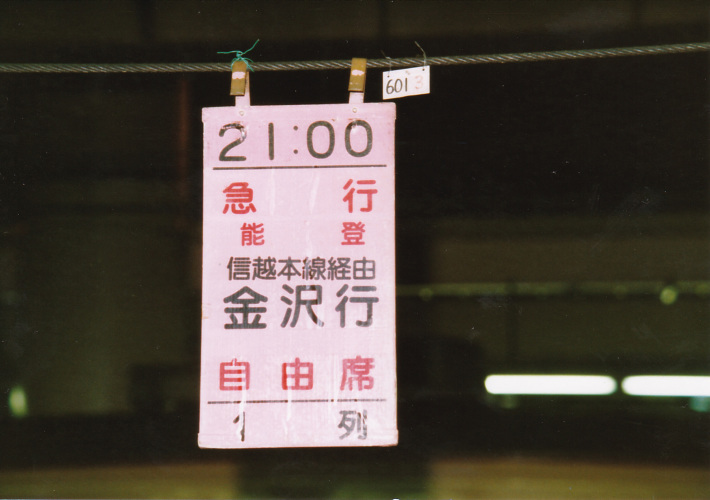 6013
21:00
急行
能登
信越本線経由
金沢行
自由席
1列